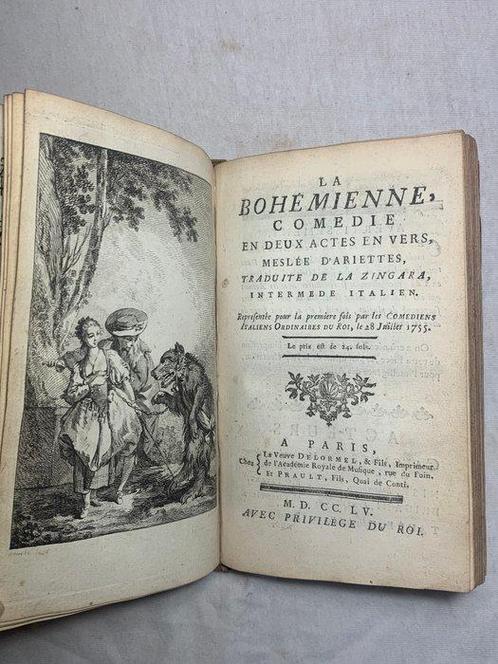 LA
BOHEMIENNE,
COMEDIE
EN DEUX ACTES EN VERS,
MESLÉE D'ARIETTES,
TRADUITE DE LA ZINGARA,
INTERMEDE ITALIEN.
Représentée pour la premiere fois par les COMEDIENS
ITALIENS ORDINAIRES DU ROI, le 28 Juillet 1755.
Le prix est de 24. sols.
A PARIS,
Chez { La Veuve DELORMEL, & Fils, Imprimeur
de l'Académie Royale de Musique, rue du Foin.
Et PRAULT, Fils, Quai de Conti.
M. D. CC. LV.
AVEC PRIVILÉGE DU ROI.